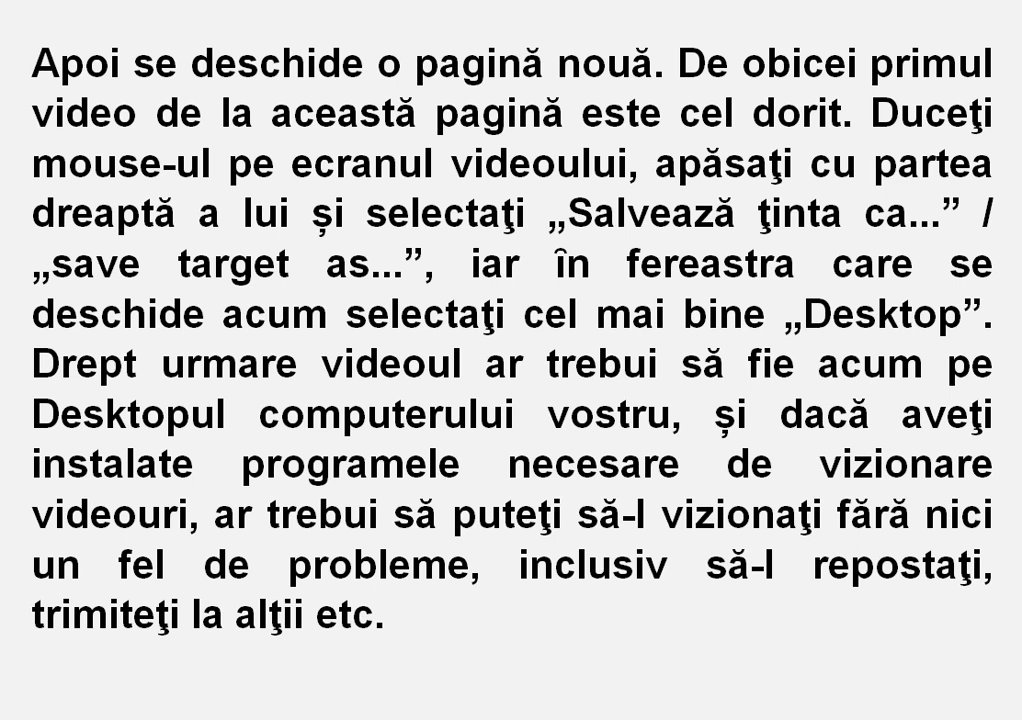 Apoi se deschide o pagină nouă. De obicei primul
video de la această pagină este cel dorit. Duceţi
mouse-ul pe ecranul videoului, apăsaţi cu partea
dreaptă a lui și selectaţi „Salvează ţinta ca...” /
„save target as...”, iar în fereastra care se
deschide acum selectaţi cel mai bine „Desktop”.
Drept urmare videoul ar trebui să fie acum pe
Desktopul computerului vostru, și dacă aveţi
instalate programele necesare de vizionare
videouri, ar trebui să puteţi să-l vizionaţi fără nici
un fel de probleme, inclusiv să-l repostaţi,
trimiteţi la alţii etc.